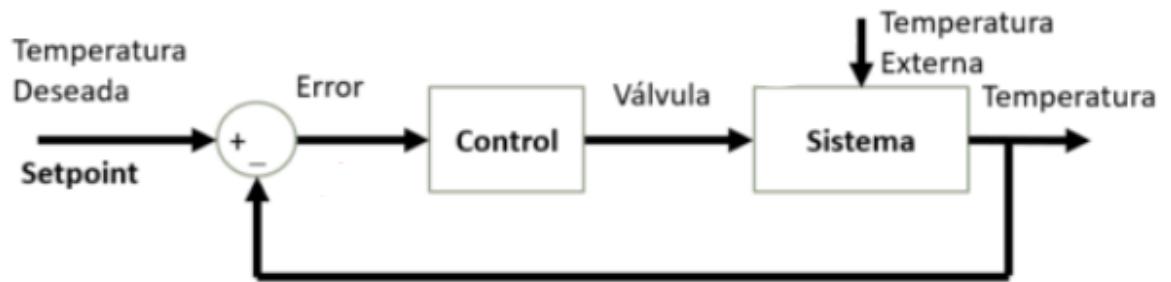 Temperatura
Deseada
Setpoint
+
−
Error
Control
Válvula
Temperatura
Externa
Sistema
Temperatura